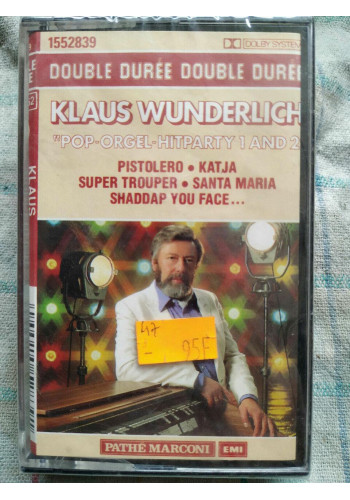 1552839
DOLBY SYSTEM
DOUBLE DURÉE DOUBLE DURÉE
KLAUS WUNDERLICH
"POP-ORGEL-HITPARTY 1 AND 2
PISTOLERO • KATJA
SUPER TROUPER • SANTA MARIA
SHADDAP YOU FACE...
KLAUS
47
95F
PATHÉ MARCONI EMI